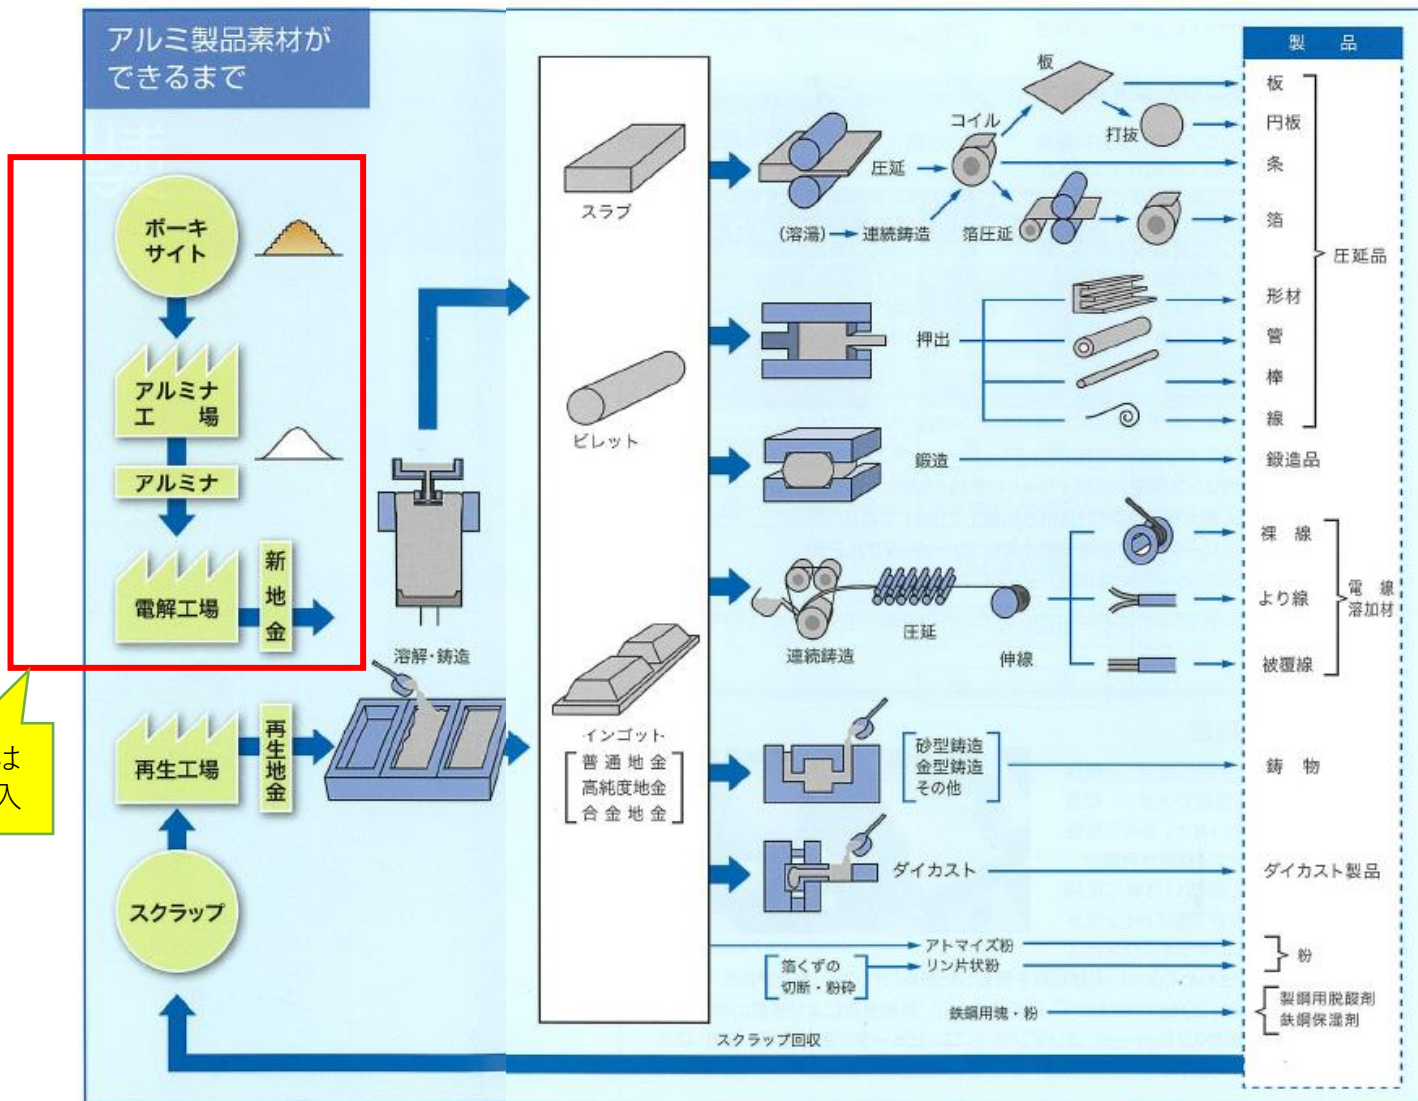 アルミ製品素材が
できるまで
ボーキ
サイト
アルミナ
工場
アルミナ
電解工場
新地金
再生工場
再生地金
スクラップ
は
入
溶解・鋳造
スラブ
ビレット
インゴット
普通地金
高純度地金
合金地金
圧延
コイル
板
打抜
(溶湯)
連続鋳造
箔圧延
押出
鍛造
連続鋳造
圧延
伸線
砂型鋳造
金型鋳造
その他
ダイカスト
アトマイズ粉
箔くずの
切断・粉砕
リン片状粉
鉄鋼用塊・粉
スクラップ回収
製品
板
円板
条
箔
圧延品
形材
管
棒
線
鍛造品
裸線
より線
被覆線
電線
溶加材
鋳物
ダイカスト製品
粉
製鋼用脱酸剤
鉄鋼保温剤